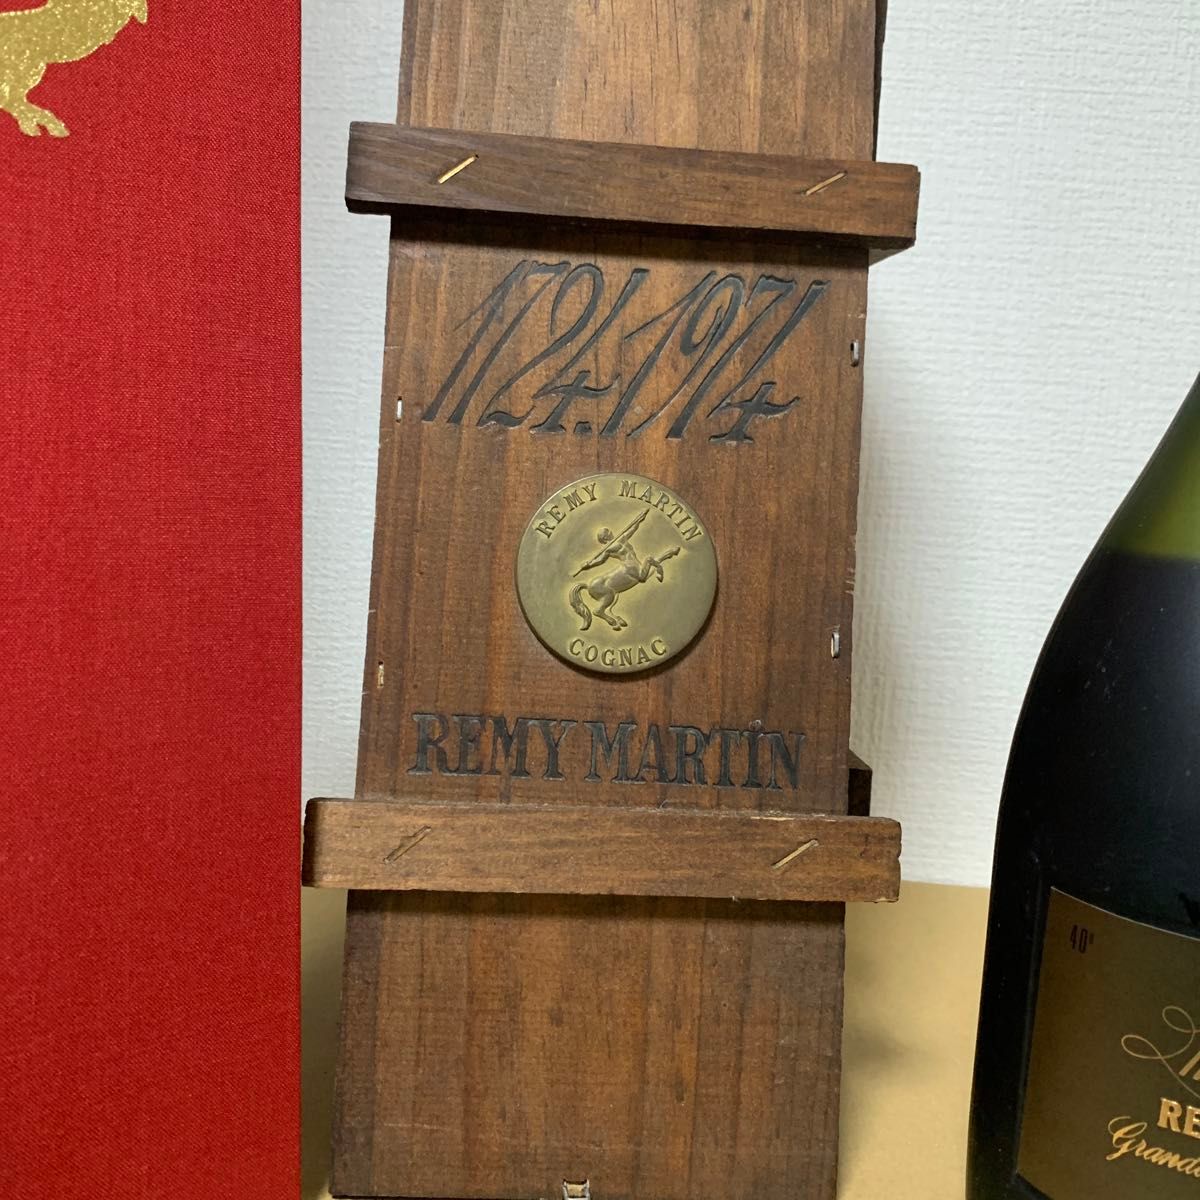 1724.1974
REMY MARTIN
COGNAC
REMY MARTIN
40°
RE
Grand